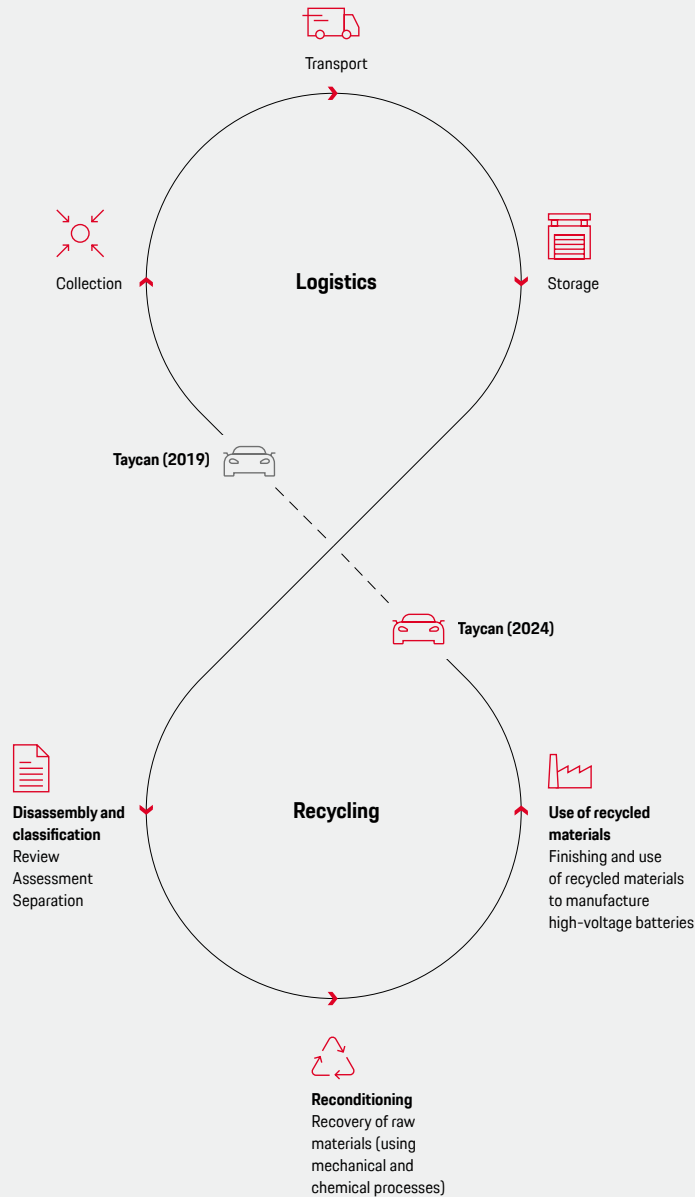 Transport
Collection
Logistics
Storage
Taycan (2019)
Taycan (2024)
Disassembly and
classification
Review
Assessment
Separation
Recycling
Use of recycled
materials
Finishing and use
of recycled materials
to manufacture
high-voltage batteries
Reconditioning
Recovery of raw
materials (using
mechanical and
chemical processes)